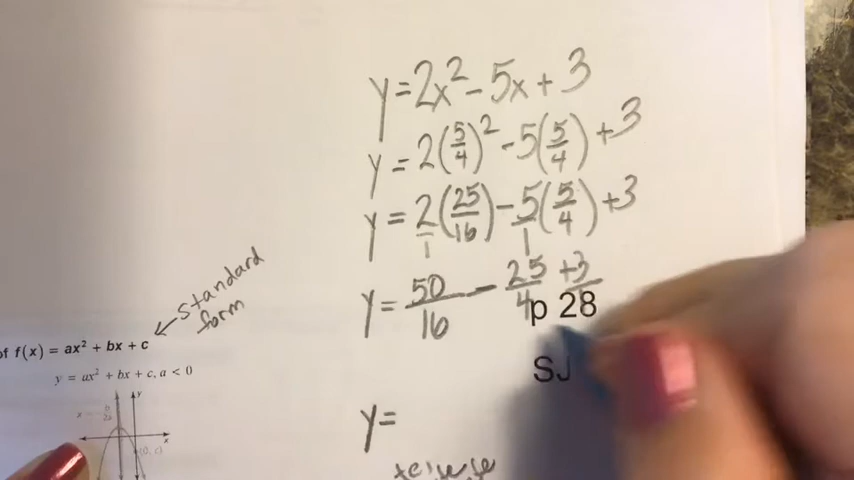 y = 2x² - 5x + 3
y = 2(5/4)² - 5(5/4) + 3
y = 2/1(25/16) - 5/1(5/4) + 3
y = 50/16 - 25/4 + 3
p 28
SJ
y =
standard
form
of f(x) = ax² + bx + c
y = ax² + bx + c, a < 0
y
x
(0, c)